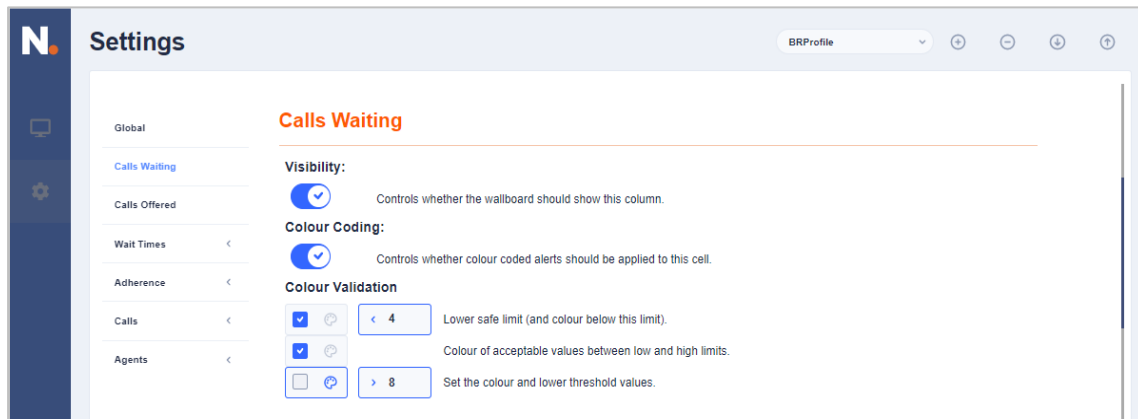 N.
Settings
BRProfile
Global
Calls Waiting
Calls Offered
Wait Times
Adherence
Calls
Agents
Calls Waiting
Visibility:
Controls whether the wallboard should show this column.
Colour Coding:
Controls whether colour coded alerts should be applied to this cell.
Colour Validation
< 4 Lower safe limit (and colour below this limit).
Colour of acceptable values between low and high limits.
> 8 Set the colour and lower threshold values.